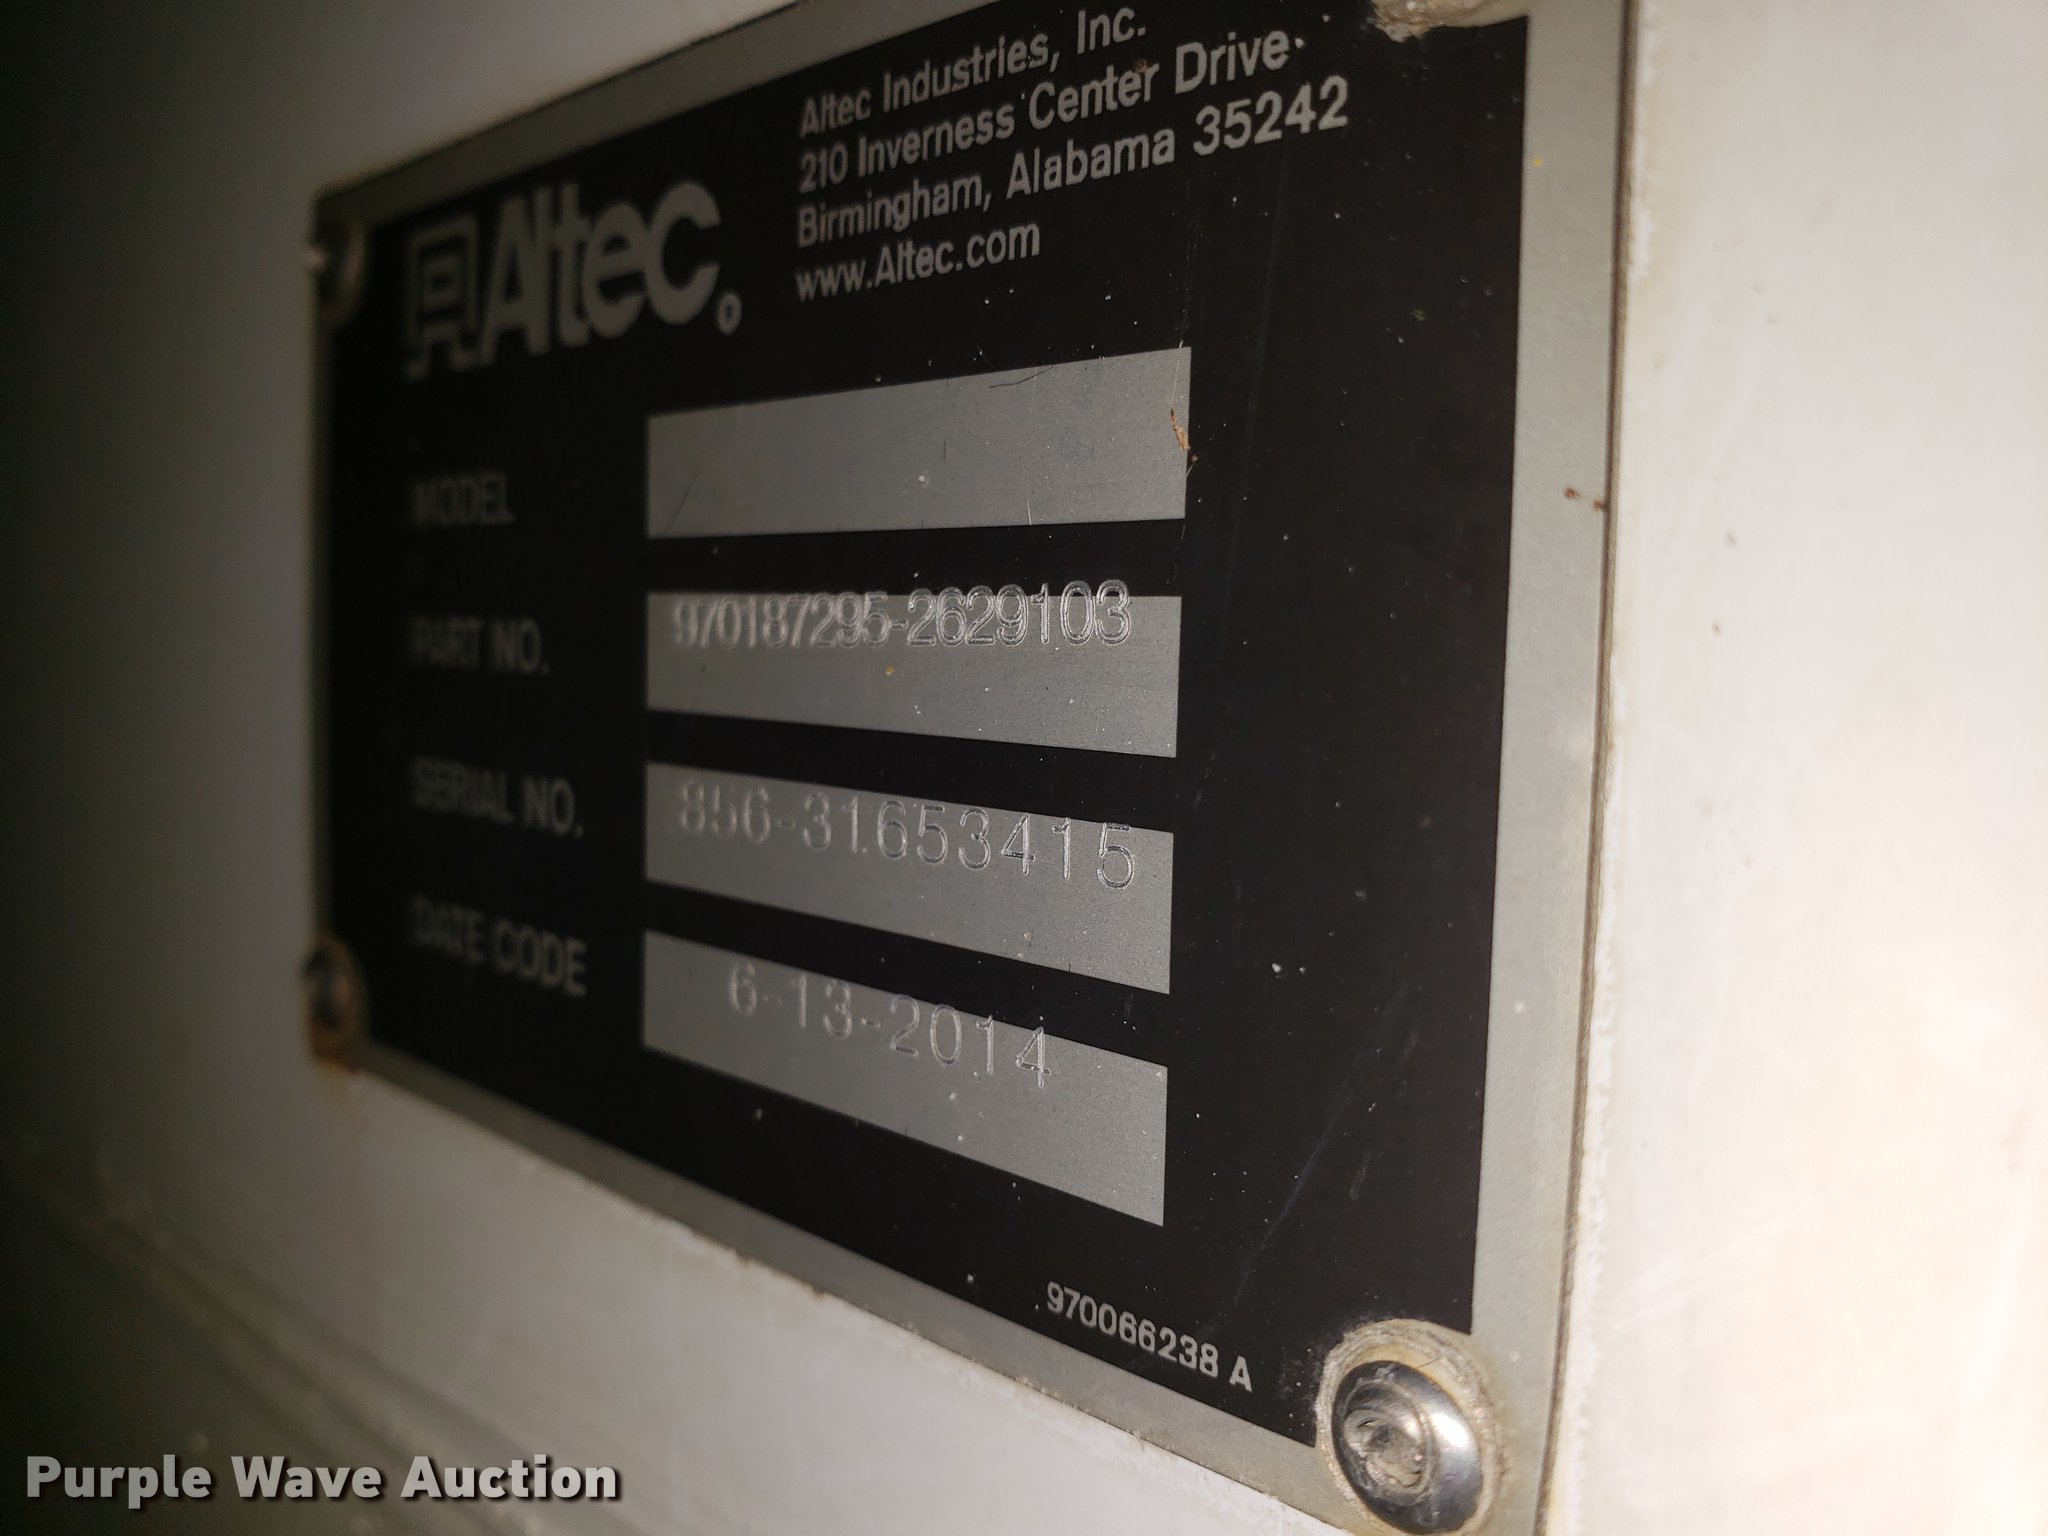 Altec
Altec Industries, Inc.
210 Inverness Center Drive
Birmingham, Alabama 35242
www.Altec.com
MODEL
PART NO. 970187295-2629103
SERIAL NO. 856-31653415
DATE CODE 6-13-2014
970066238 A
Purple Wave Auction